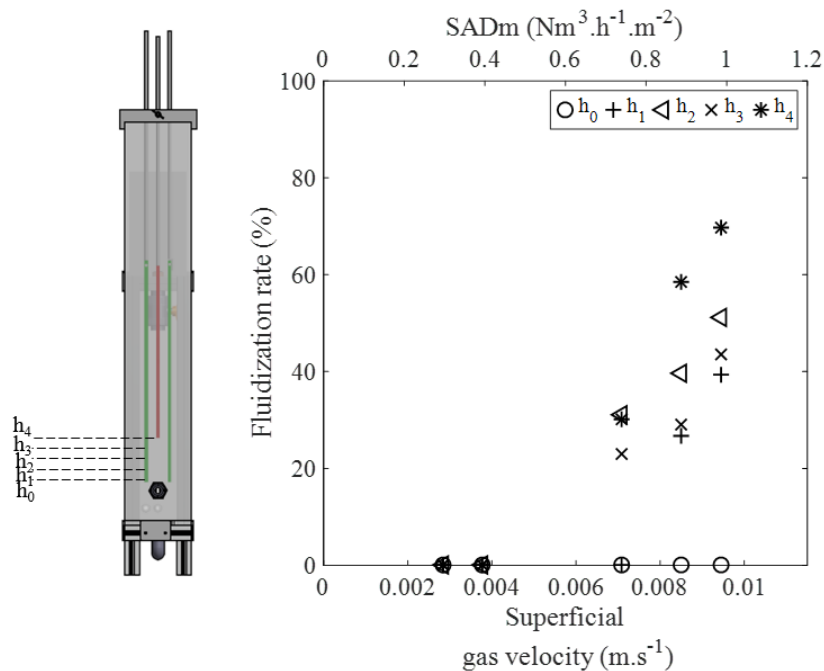 SADm (Nm³.h⁻¹.m⁻²)
0 0.2 0.4 0.6 0.8 1 1.2
h₀ h₁ h₂ h₃ h₄
100
80
60
40
20
0
Fluidization rate (%)
h₄
h₃
h₂
h₁
h₀
0 0.002 0.004 0.006 0.008 0.01
Superficial
gas velocity (m.s⁻¹)